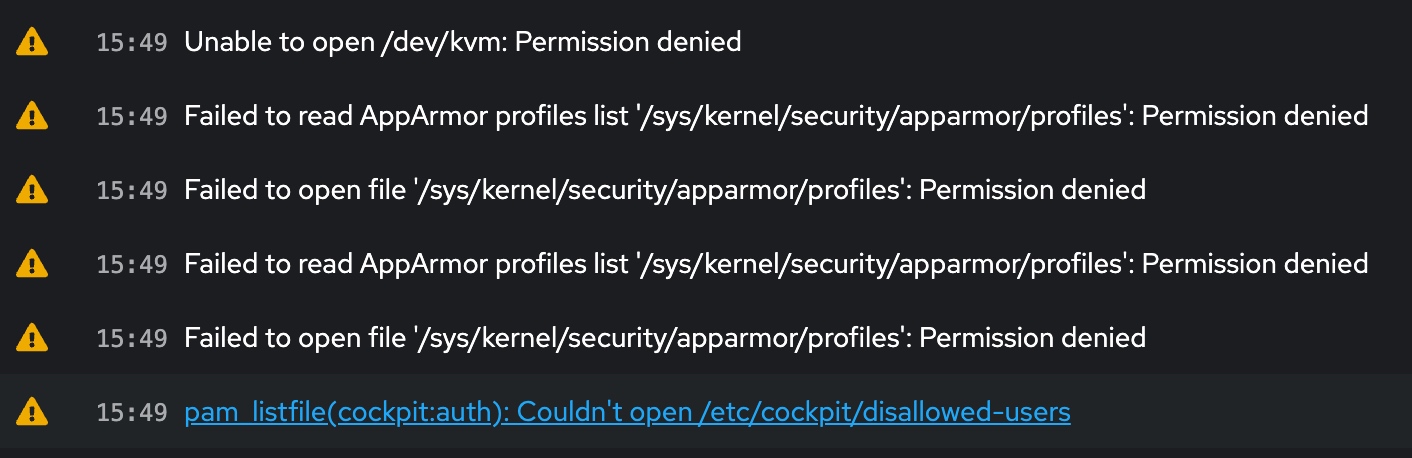 15:49 Unable to open /dev/kvm: Permission denied
15:49 Failed to read AppArmor profiles list '/sys/kernel/security/apparmor/profiles': Permission denied
15:49 Failed to open file '/sys/kernel/security/apparmor/profiles': Permission denied
15:49 Failed to read AppArmor profiles list '/sys/kernel/security/apparmor/profiles': Permission denied
15:49 Failed to open file '/sys/kernel/security/apparmor/profiles': Permission denied
15:49 pam_listfile(cockpit:auth): Couldn't open /etc/cockpit/disallowed-users